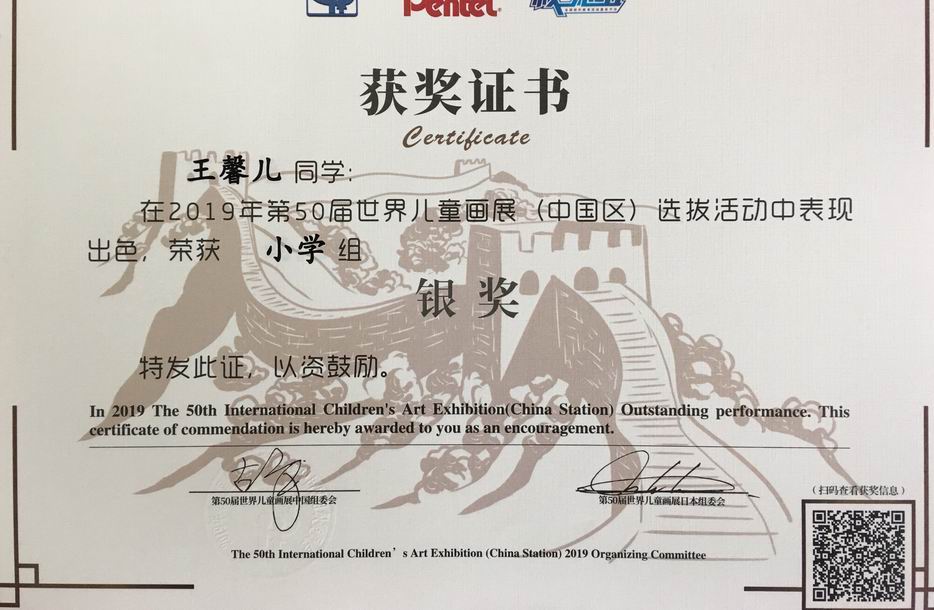 Pentel
获奖证书
Certificate
王馨儿 同学:
在2019年第50届世界儿童画展（中国区）选拔活动中表现
出色，荣获 小学 组
银奖
特发此证，以资鼓励。
In 2019 The 50th International Children's Art Exhibition(China Station) Outstanding performance. This
certificate of commendation is hereby awarded to you as an encouragement.
第50届世界儿童画展中国组委会
第50届世界儿童画展日本组委会
（扫码查看获奖信息）
The 50th International Children's Art Exhibition (China Station) 2019 Organizing Committee